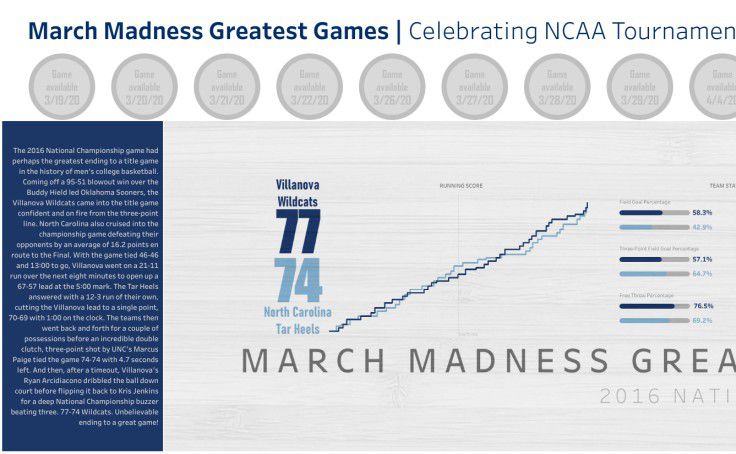 March Madness Greatest Games | Celebrating NCAA Tournamen
Game
available
3/19/20
Game
available
3/20/20
Game
available
3/21/20
Game
available
3/22/20
Game
available
3/26/20
Game
available
3/27/20
Game
available
3/28/20
Game
available
3/29/20
Game
available
4/4/20
The 2016 National Championship game had
perhaps the greatest ending to a title game
in the history of men's college basketball.
Coming off a 95-51 blowout win over the
Buddy Hield led Oklahoma Sooners, the
Villanova Wildcats came into the title game
confident and on fire from the three-point
line. North Carolina also cruised into the
championship game defeating their
opponents by an average of 16.2 points en
route to the Final. With the game tied 46-46
and 13:00 to go, Villanova went on a 21-11
run over the next eight minutes to open up a
67-57 lead at the 5:00 mark. The Tar Heels
answered with a 12-3 run of their own,
cutting the Villanova lead to a single point,
70-69 with 1:00 on the clock. The teams then
went back and forth for a couple of
possessions before an incredible double
clutch, three-point shot by UNC's Marcus
Paige tied the game 74-74 with 4.7 seconds
left. And then, after a timeout, Villanova's
Ryan Arcidiacono dribbled the ball down
court before flipping it back to Kris Jenkins
for a deep National Championship buzzer
beating three. 77-74 Wildcats. Unbelievable
ending to a great game!
Villanova
Wildcats
77
74
North Carolina
Tar Heels
RUNNING SCORE
TEAM STA
Field Goal Percentage
58.3%
42.9%
Three-Point Field Goal Percentage
57.1%
64.7%
Free Throw Percentage
76.5%
69.2%
MARCH MADNESS GREA
2016 NATI